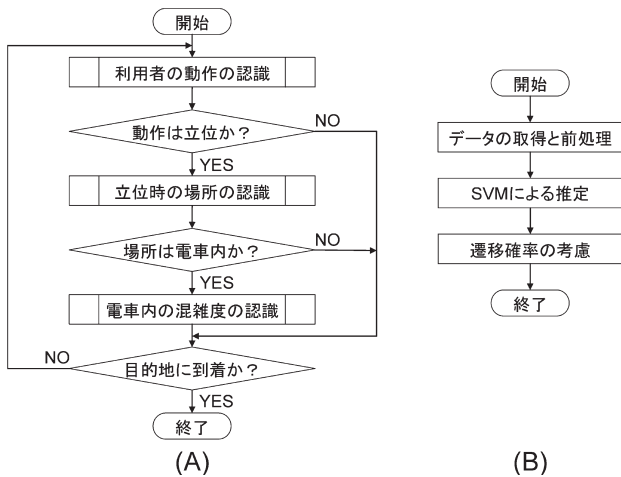 開始
利用者の動作の認識
動作は立位か？
NO
YES
立位時の場所の認識
場所は電車内か？
NO
YES
電車内の混雑度の認識
NO
目的地に到着か？
YES
終了
(A)
開始
データの取得と前処理
SVMによる推定
遷移確率の考慮
終了
(B)